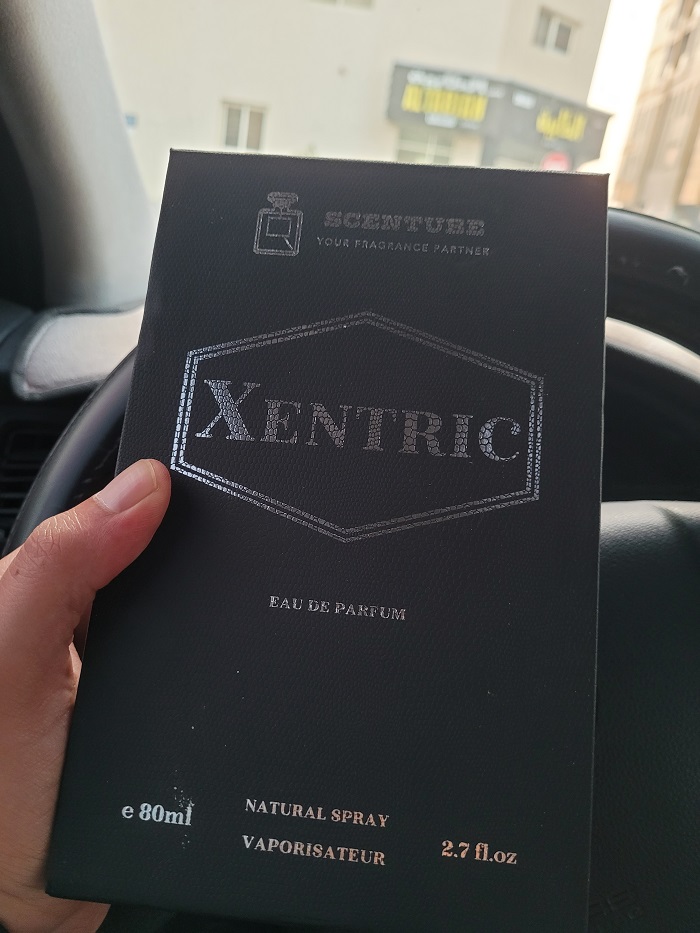 SCENTUBE
YOUR FRAGRANCE PARTNER
XENTRIC
EAU DE PARFUM
e 80ml
NATURAL SPRAY
VAPORISATEUR
2.7 fl.oz